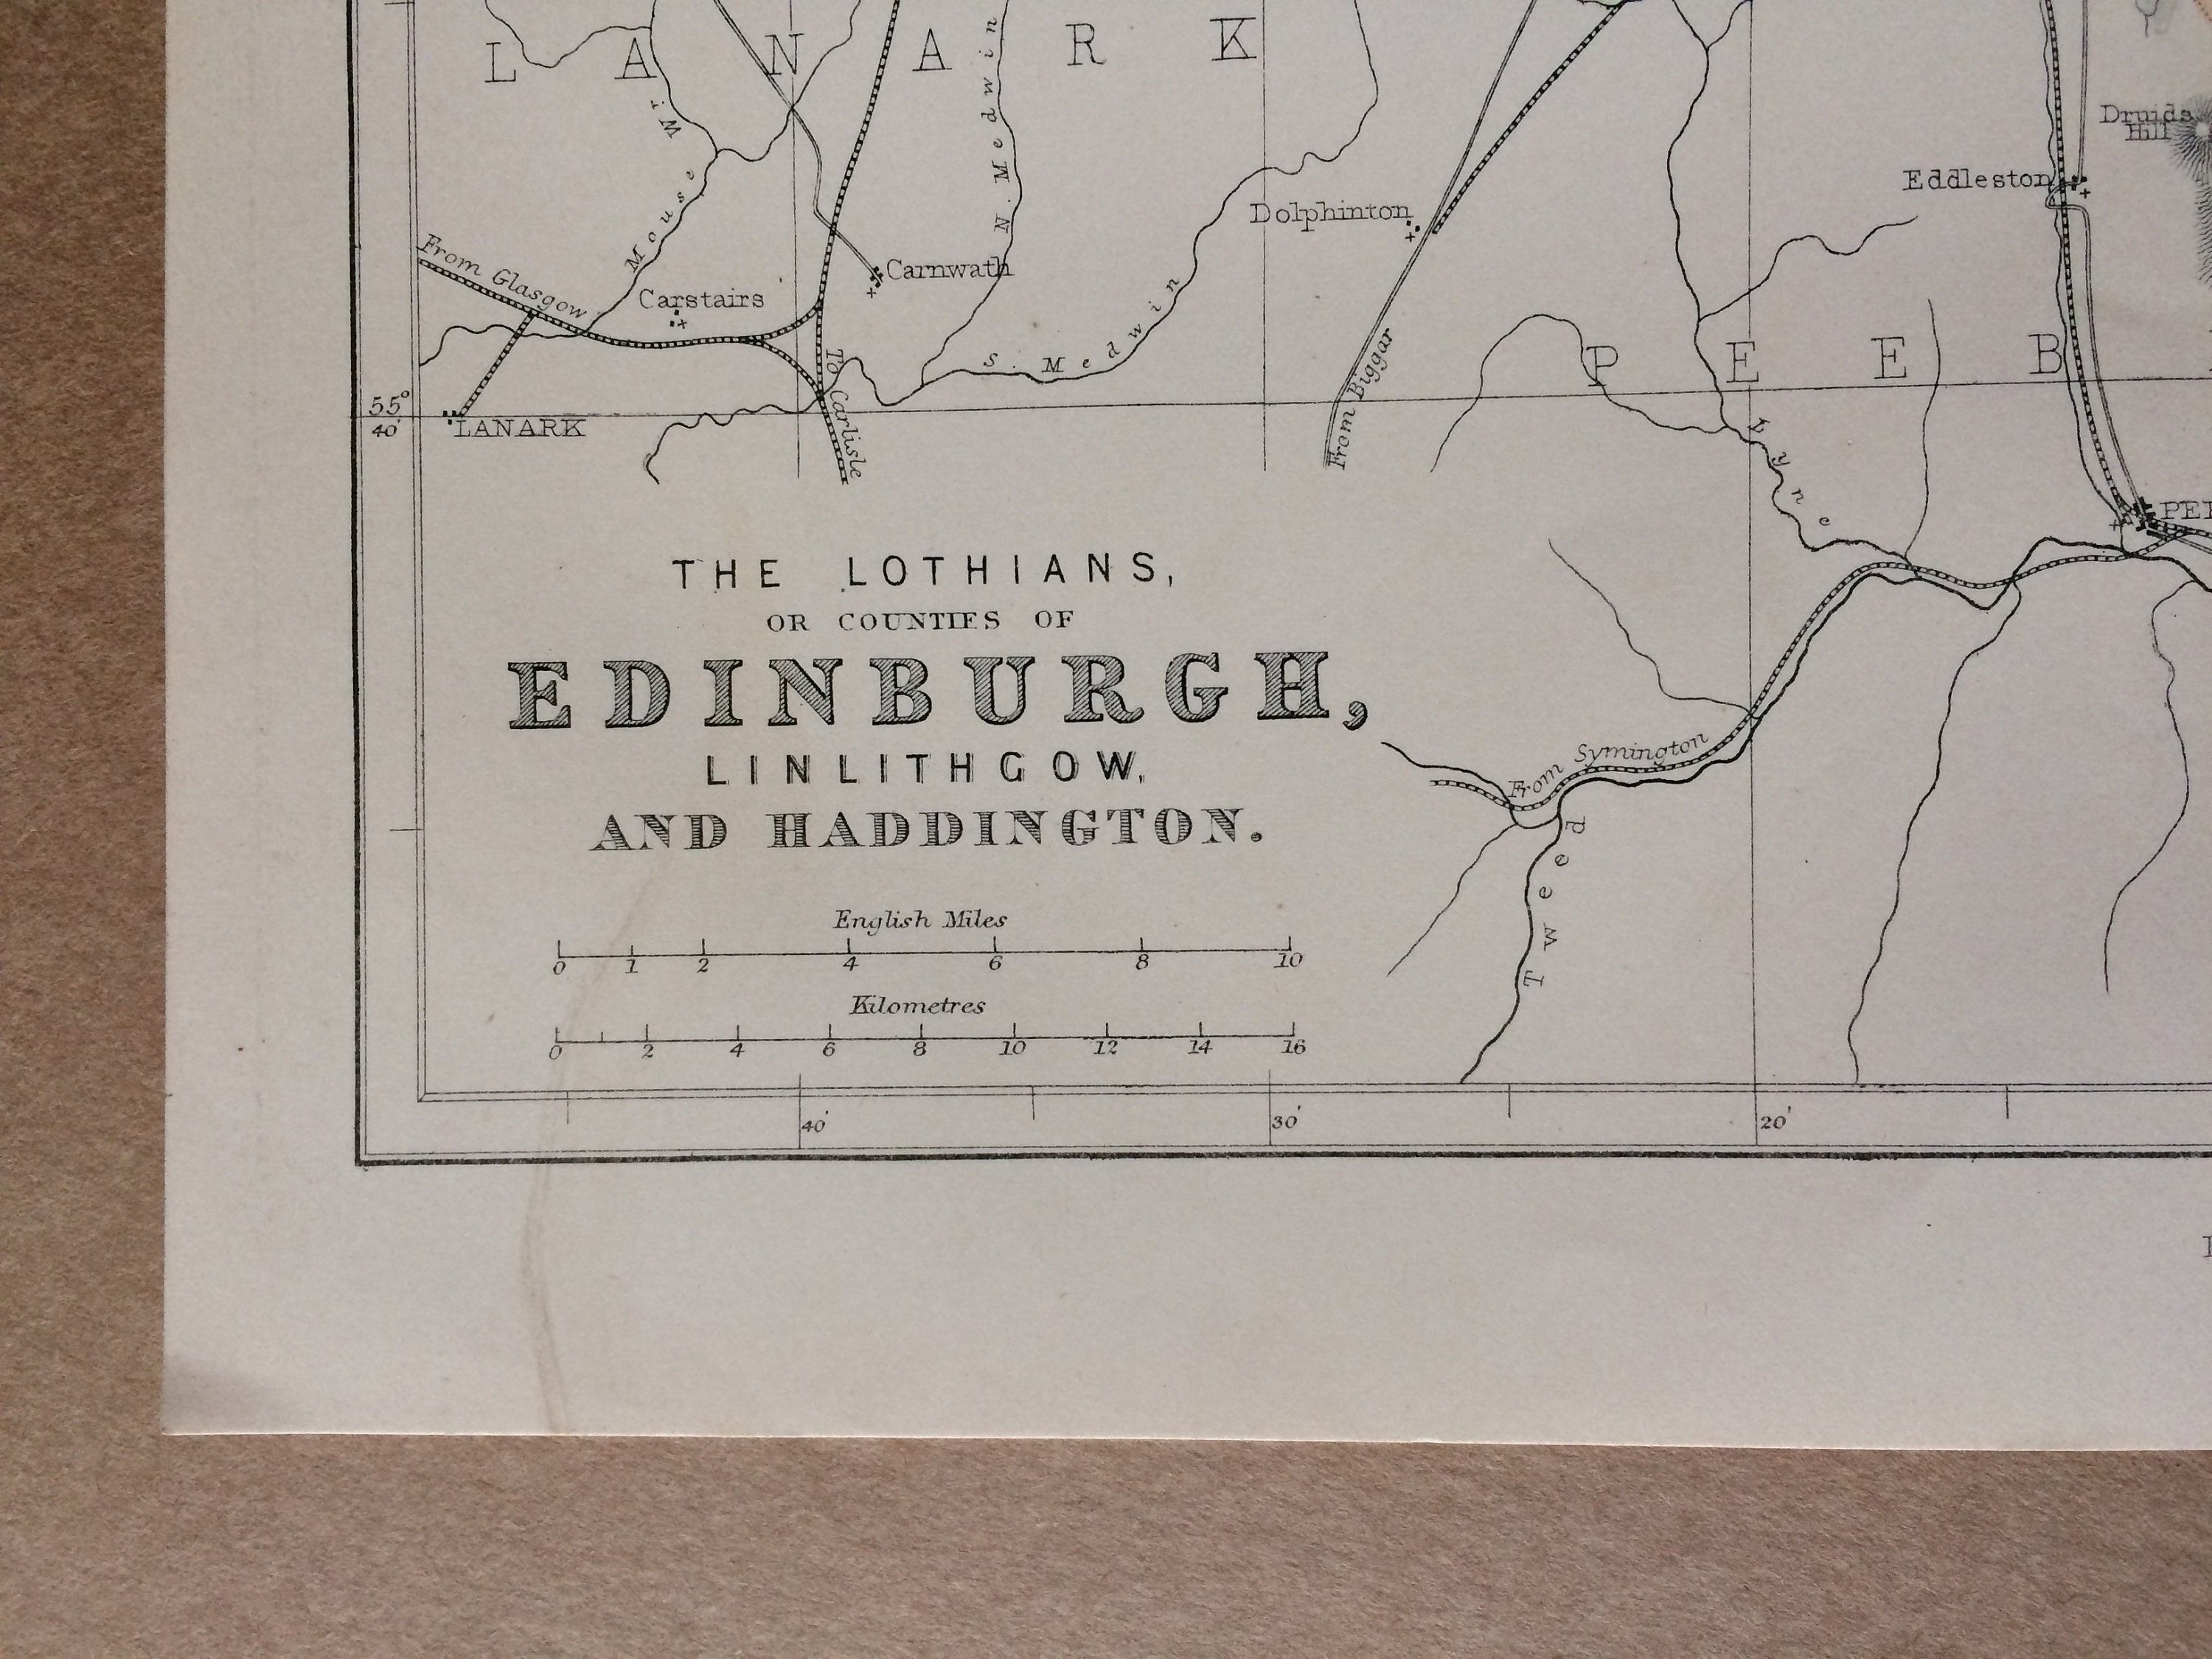 L A N A R K
Mouse W.
N. Medwin
Druids
Hill
Eddleston
Dolphinton
From Glasgow
Carnwath
Carstairs
S. Medwin
To Carlisle
From Biggar
P E E B
55°
40'
LANARK
Lyne
THE LOTHIANS,
OR COUNTIES OF
EDINBURGH,
LINLITHGOW,
AND HADDINGTON.
From Symington
Tweed
English Miles
0 1 2 4 6 8 10
Kilometres
0 2 4 6 8 10 12 14 16
40' 30' 20'